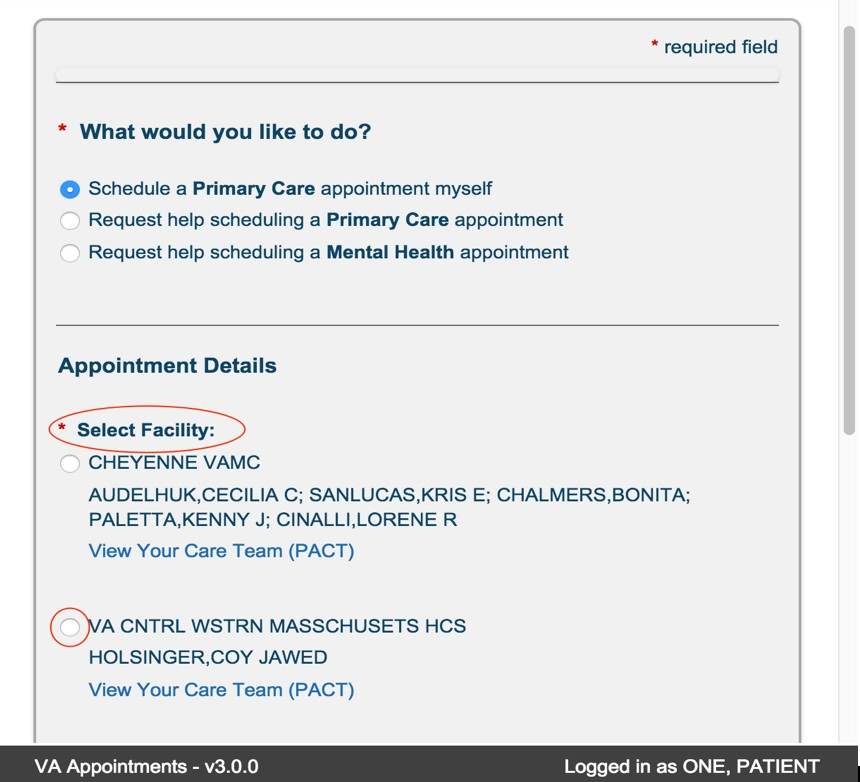 * required field
* What would you like to do?
Schedule a Primary Care appointment myself
Request help scheduling a Primary Care appointment
Request help scheduling a Mental Health appointment
Appointment Details
* Select Facility:
CHEYENNE VAMC
AUDELHUK,CECILIA C; SANLUCAS,KRIS E; CHALMERS,BONITA;
PALETTA,KENNY J; CINALLI,LORENE R
View Your Care Team (PACT)
VA CNTRL WSTRN MASSCHUSETS HCS
HOLSINGER,COY JAWED
View Your Care Team (PACT)
VA Appointments - v3.0.0
Logged in as ONE, PATIENT